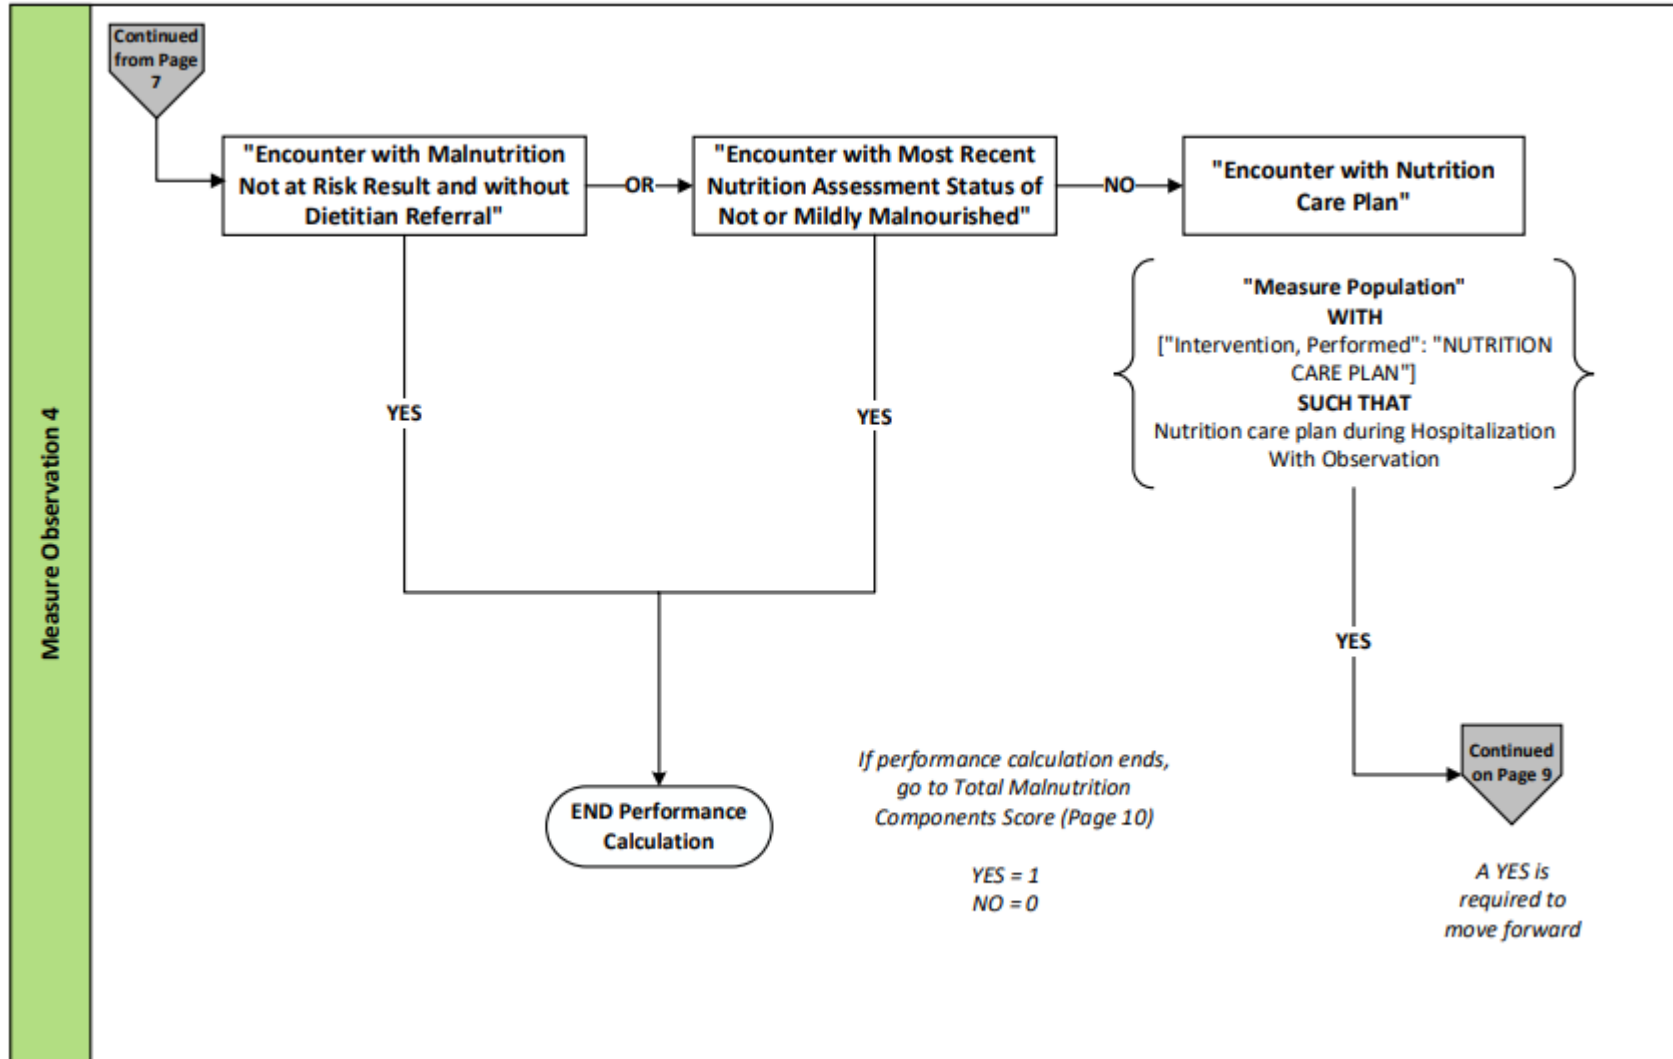 Continued
from Page
7
"Encounter with Malnutrition
Not at Risk Result and without
Dietitian Referral"
OR
"Encounter with Most Recent
Nutrition Assessment Status of
Not or Mildly Malnourished"
NO
"Encounter with Nutrition
Care Plan"
"Measure Population"
WITH
["Intervention, Performed": "NUTRITION
CARE PLAN"]
SUCH THAT
Nutrition care plan during Hospitalization
With Observation
YES
YES
YES
Measure Observation 4
END Performance
Calculation
If performance calculation ends,
go to Total Malnutrition
Components Score (Page 10)
YES = 1
NO = 0
Continued
on Page 9
A YES is
required to
move forward